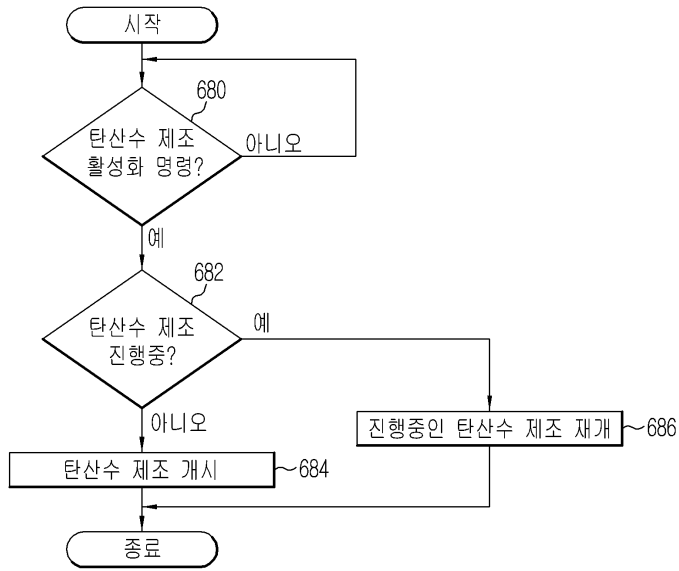 시작
680
탄산수 제조
활성화 명령?
아니오
예
682
탄산수 제조
진행중?
예
아니오
진행중인 탄산수 제조 재개
686
탄산수 제조 개시
684
종료